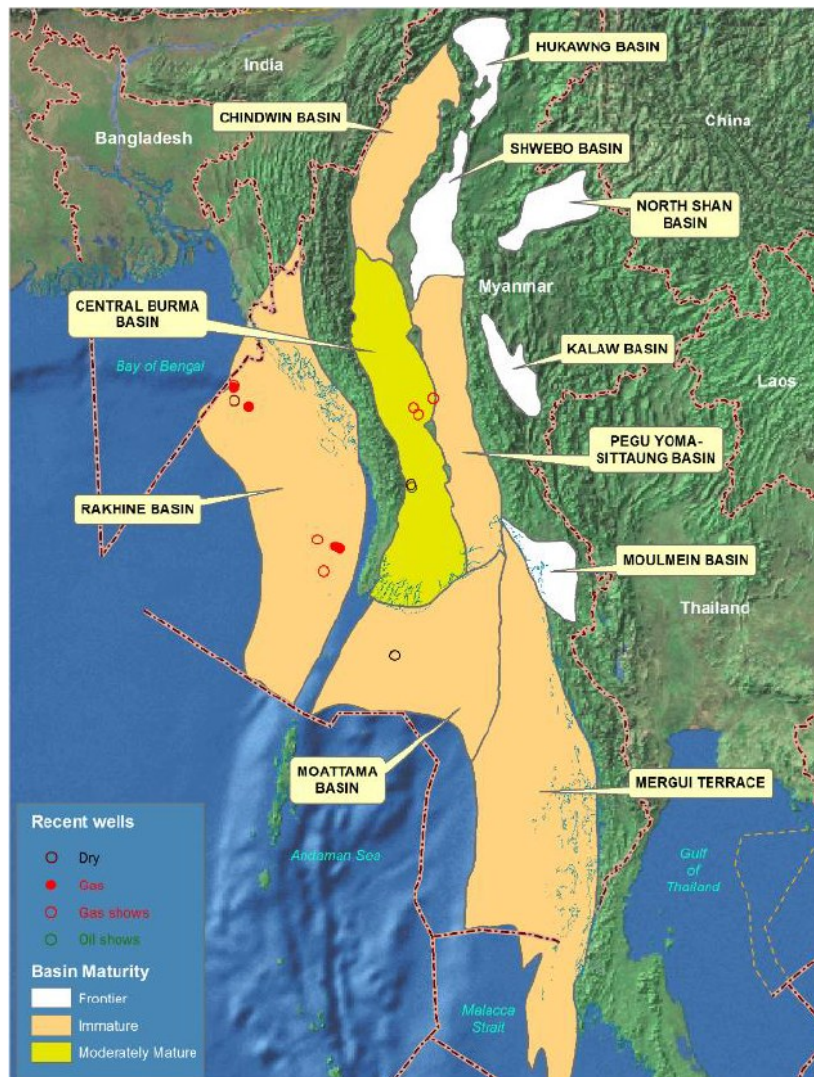 HUKAWNG BASIN
India
CHINDWIN BASIN
China
Bangladesh
SHWEBO BASIN
NORTH SHAN
BASIN
Myanmar
CENTRAL BURMA
BASIN
KALAW BASIN
Bay of Bengal
Laos
PEGU YOMA-
SITTAUNG BASIN
RAKHINE BASIN
MOULMEIN BASIN
Thailand
MOATTAMA
BASIN
MERGUI TERRACE
Andaman Sea
Gulf
of
Thailand
Malacca
Strait
Recent wells
Dry
Gas
Gas shows
Oil shows
Basin Maturity
Frontier
Immature
Moderately Mature